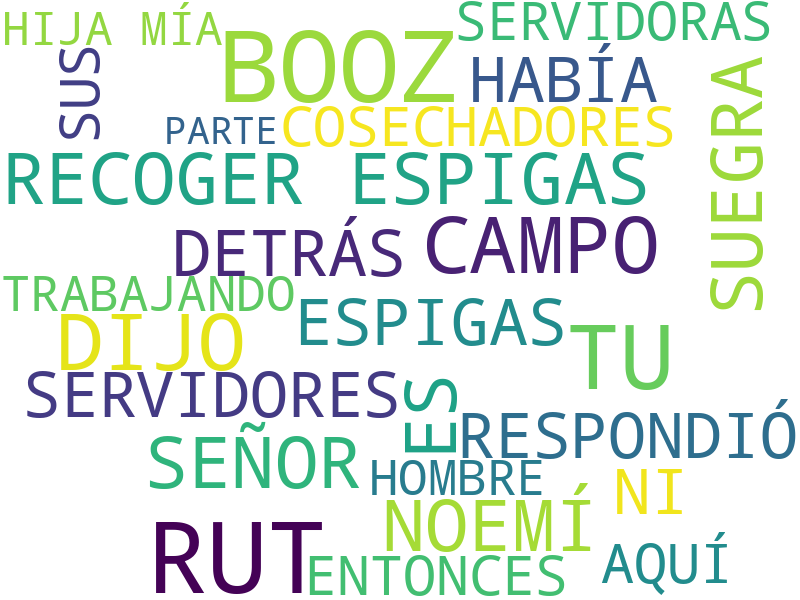 HIJA MÍA
SERVIDORAS
BOOZ
SUS
HABÍA
SUEGRA
PARTE
COSECHADORES
RECOGER ESPIGAS
DETRÁS
CAMPO
TRABAJANDO
ESPIGAS
DIJO
TU
SERVIDORES
ES
RESPONDIÓ
SEÑOR
HOMBRE
NI
NOEMÍ
RUT
ENTONCES
AQUÍ